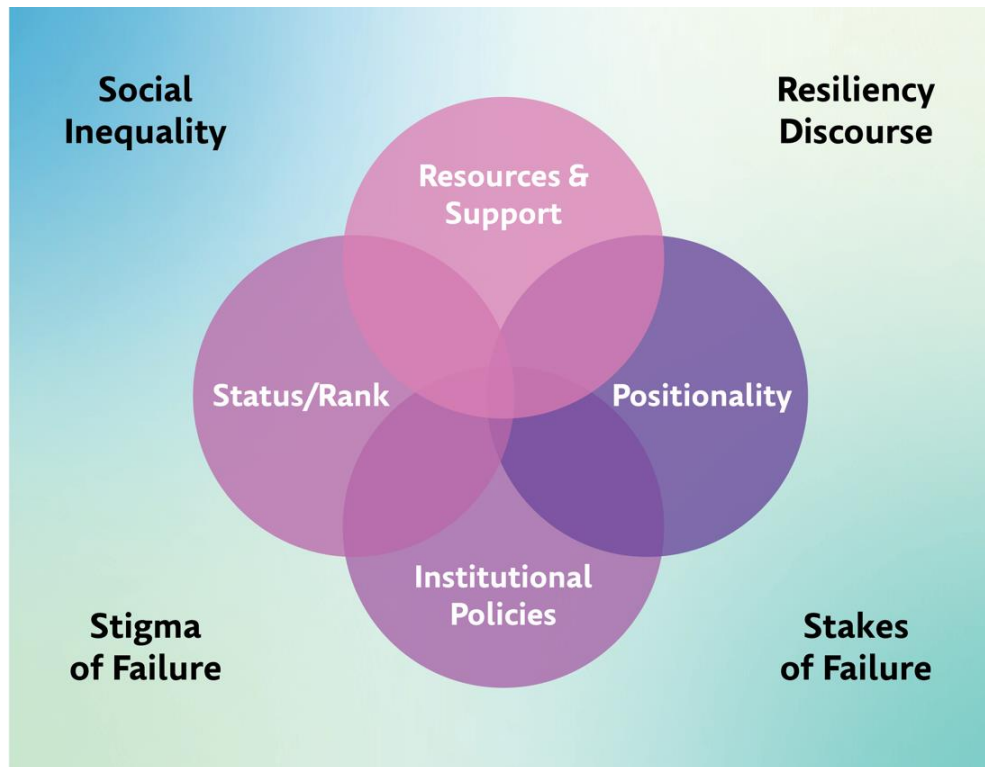 Social
Inequality
Resiliency
Discourse
Resources &
Support
Status/Rank
Positionality
Institutional
Policies
Stigma
of Failure
Stakes
of Failure